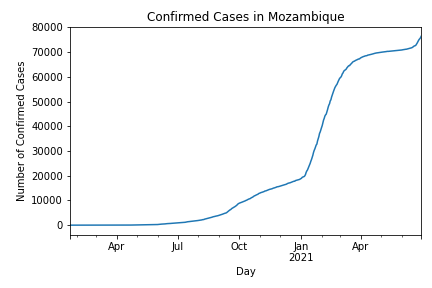 Confirmed Cases in Mozambique
80000
70000
60000
50000
40000
30000
20000
10000
0
Number of Confirmed Cases
Apr Jul Oct Jan Apr
2021
Day